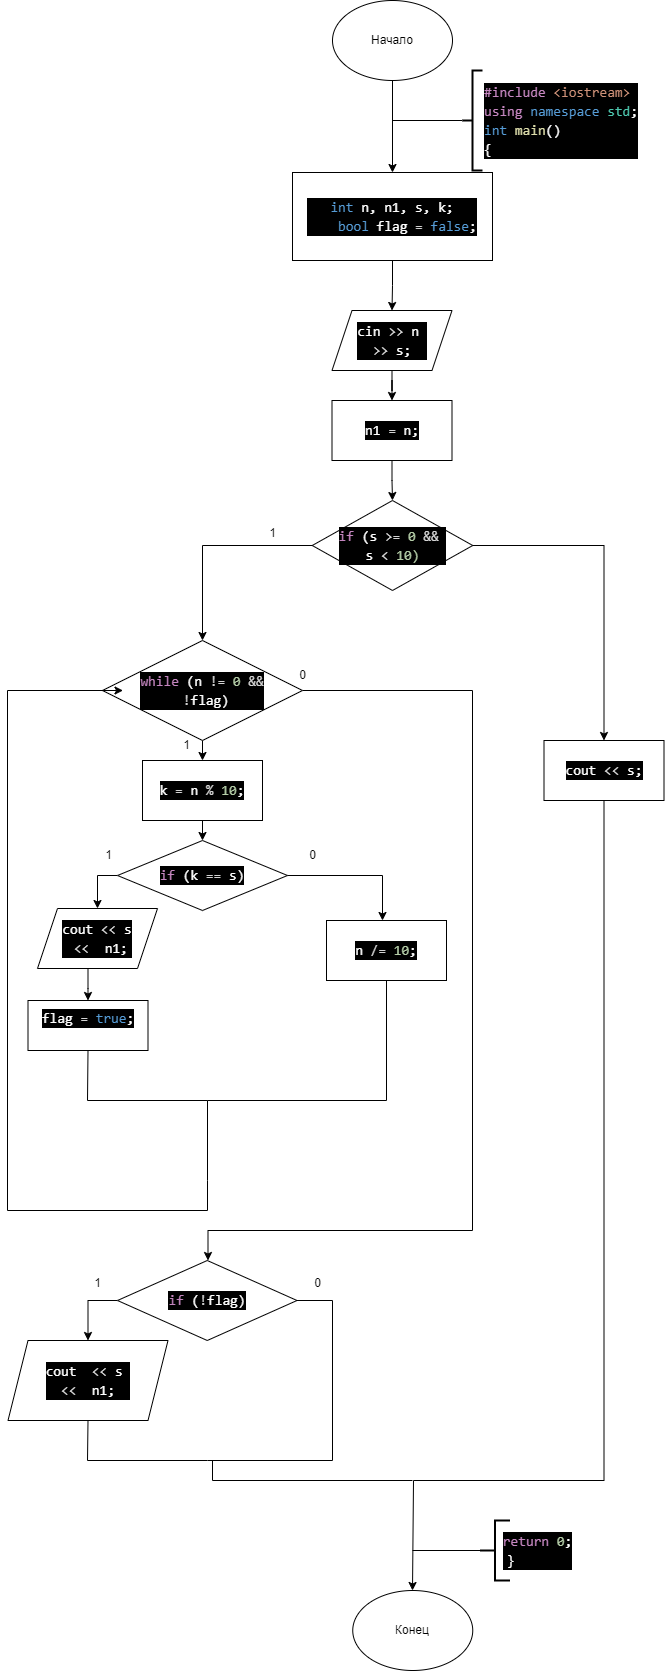 Начало
#include <iostream>
using namespace std;
int main()
{
int n, n1, s, k;
bool flag = false;
cin >> n
>> s;
n1 = n;
1
if (s >= 0 &&
s < 10)
0
while (n != 0 &&
!flag)
1
cout << s;
k = n % 10;
1
0
if (k == s)
cout << s
<<  n1;
n /= 10;
flag = true;
1
0
if (!flag)
cout  << s
<<  n1;
return 0;
}
Конец